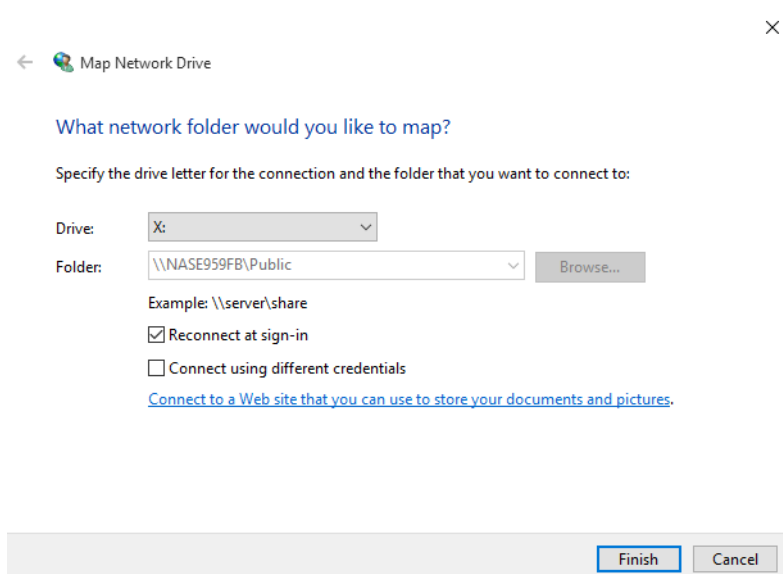 Map Network Drive
What network folder would you like to map?
Specify the drive letter for the connection and the folder that you want to connect to:
Drive: X:
Folder: \\NASE959FB\Public Browse...
Example: \\server\share
Reconnect at sign-in
Connect using different credentials
Connect to a Web site that you can use to store your documents and pictures.
Finish Cancel